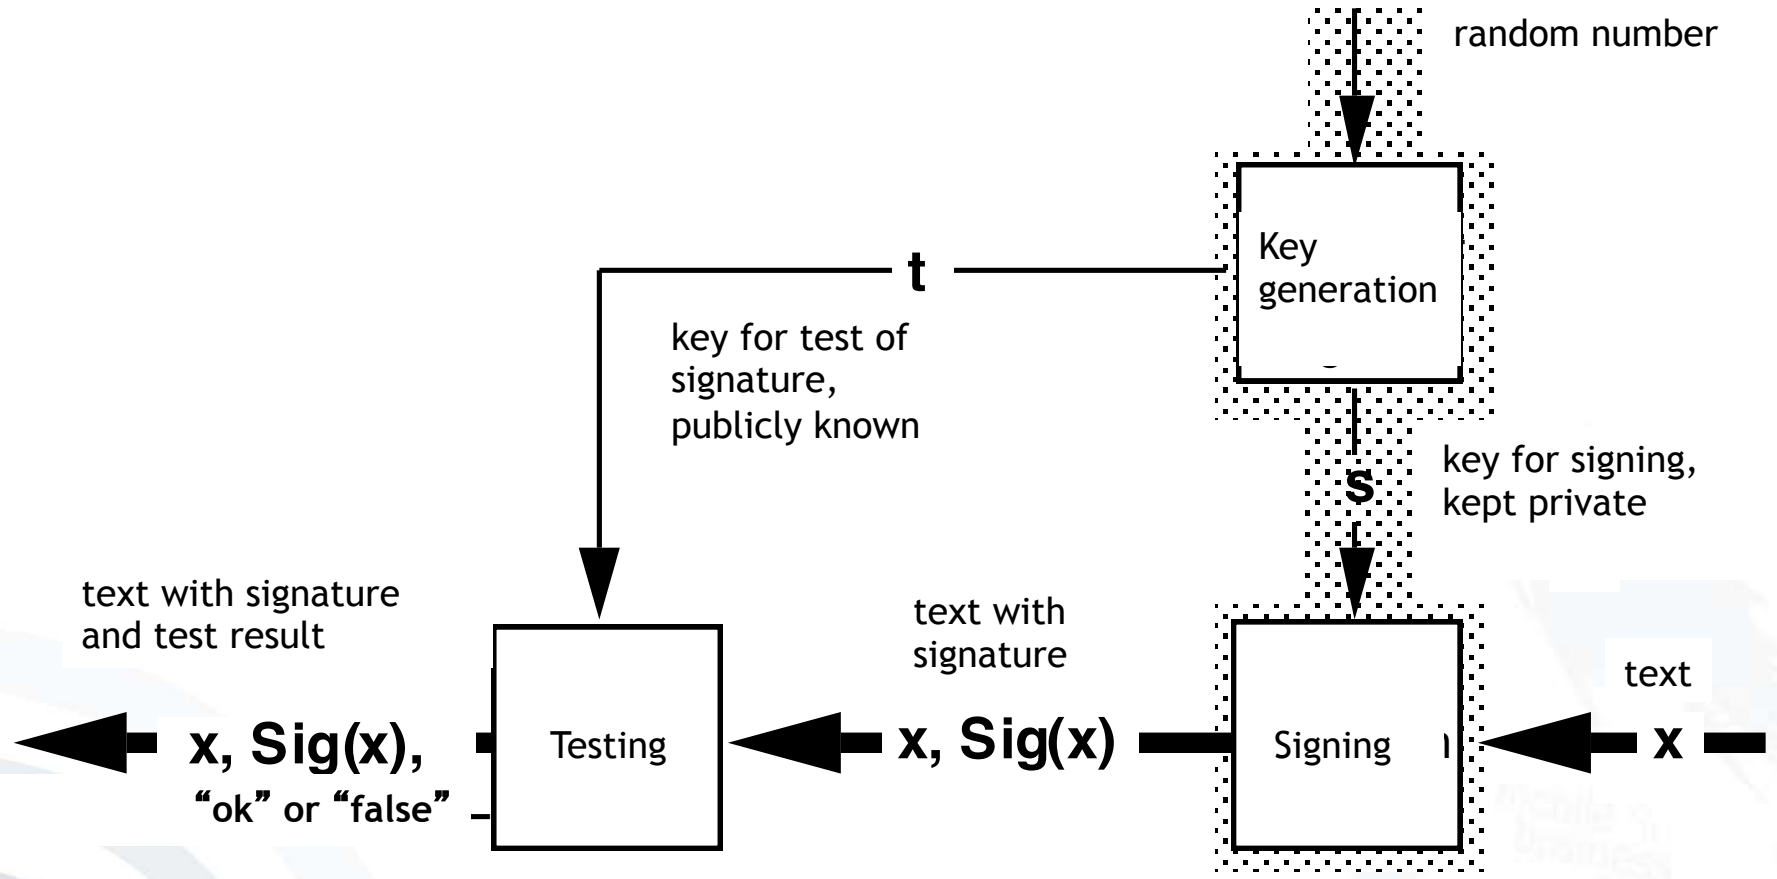 random number
Key
generation
t
key for test of
signature,
publicly known
s
key for signing,
kept private
text with signature
and test result
text with
signature
text
x, Sig(x),
“ok” or “false”
Testing
x, Sig(x)
Signing
x